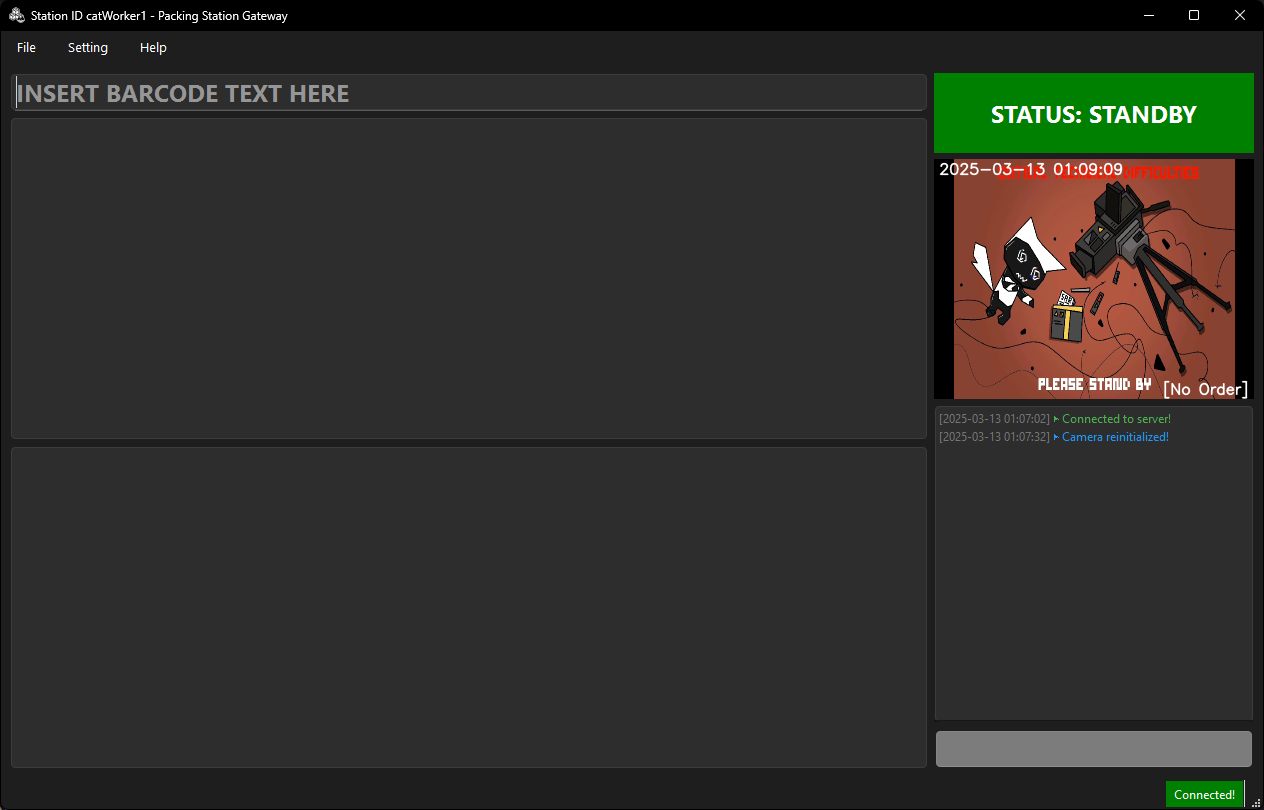 Station ID catWorker1 - Packing Station Gateway
File Setting Help
INSERT BARCODE TEXT HERE
STATUS: STANDBY
2025-03-13 01:09:09
DIFFICULTIES
PLEASE STAND BY
[No Order]
[2025-03-13 01:07:02] Connected to server!
[2025-03-13 01:07:32] Camera reinitialized!
Connected!